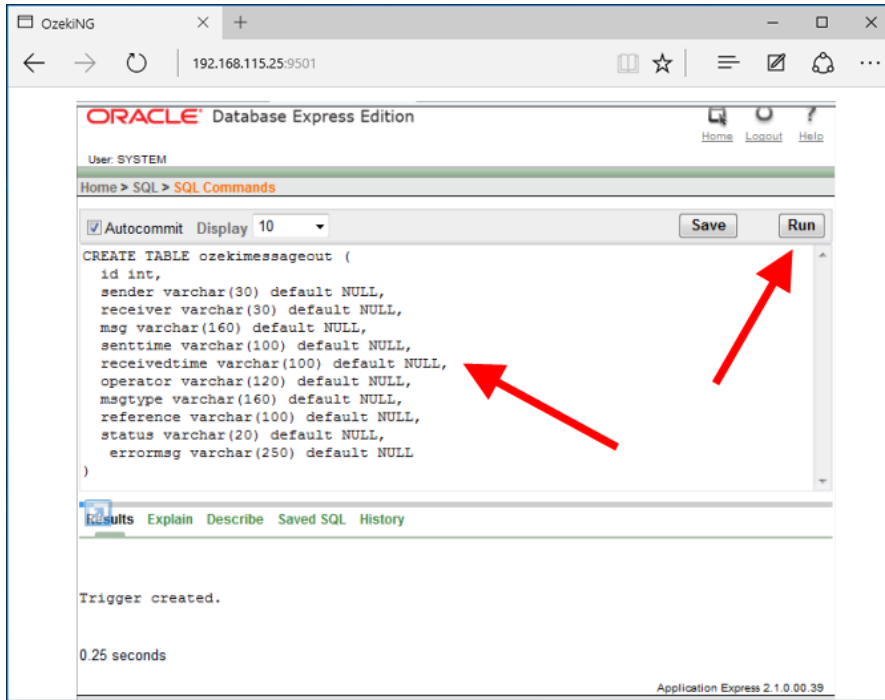 OzekiNG
192.168.115.25:9501
ORACLE® Database Express Edition
Home Logout Help
User: SYSTEM
Home > SQL > SQL Commands
Autocommit Display 10 Save Run
CREATE TABLE ozekimessageout (
id int,
sender varchar(30) default NULL,
receiver varchar(30) default NULL,
msg varchar(160) default NULL,
senttime varchar(100) default NULL,
receivedtime varchar(100) default NULL,
operator varchar(120) default NULL,
msgtype varchar(160) default NULL,
reference varchar(100) default NULL,
status varchar(20) default NULL,
errormsg varchar(250) default NULL
)
Results Explain Describe Saved SQL History
Trigger created.
0.25 seconds
Application Express 2.1.0.00.39